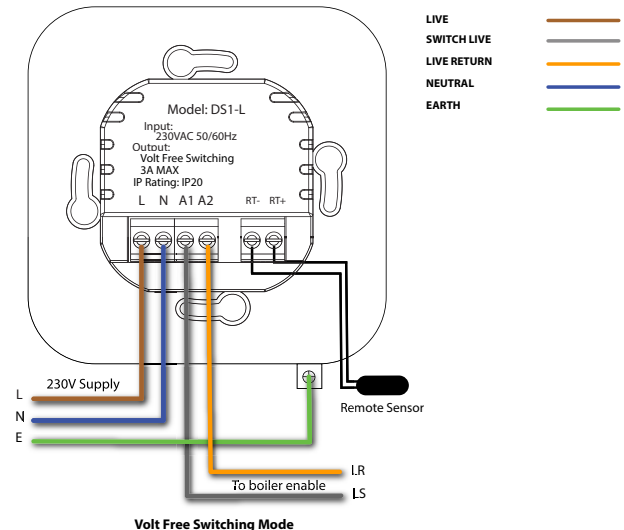 LIVE
SWITCH LIVE
LIVE RETURN
NEUTRAL
EARTH
Model: DS1-L
Input:
230VAC 50/60Hz
Output:
Volt Free Switching
3A MAX
IP Rating: IP20
L N A1 A2 RT- RT+
230V Supply
L
N
E
Remote Sensor
LR
To boiler enable
LS
Volt Free Switching Mode